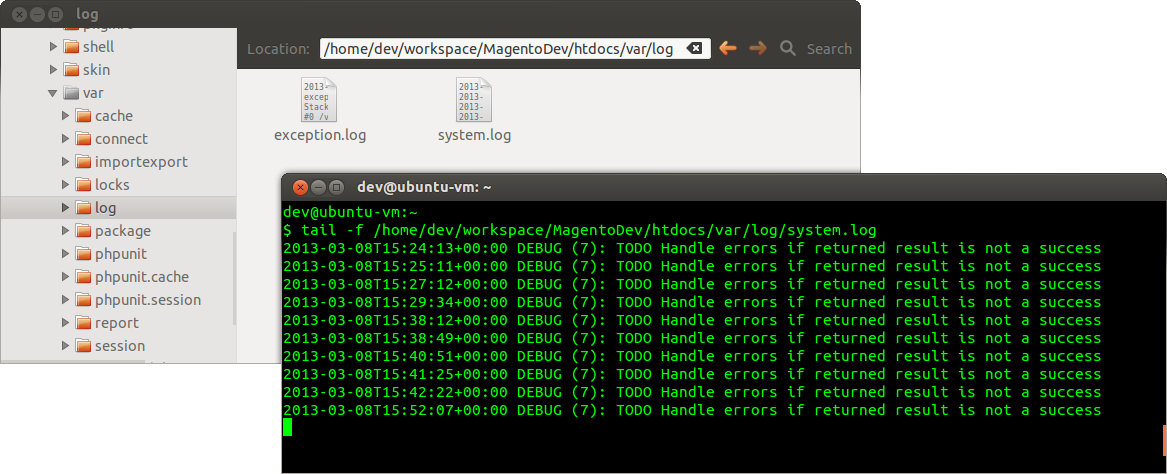 log
shell
skin
var
cache
connect
importexport
locks
log
package
phpunit
phpunit.cache
phpunit.session
report
session
Location: /home/dev/workspace/MagentoDev/htdocs/var/log Search
2013-
excep
Stack
#0 /v
exception.log
2013-
2013-
2013-
2013-
system.log
dev@ubuntu-vm: ~
dev@ubuntu-vm:~
$ tail -f /home/dev/workspace/MagentoDev/htdocs/var/log/system.log
2013-03-08T15:24:13+00:00 DEBUG (7): TODO Handle errors if returned result is not a success
2013-03-08T15:25:11+00:00 DEBUG (7): TODO Handle errors if returned result is not a success
2013-03-08T15:27:12+00:00 DEBUG (7): TODO Handle errors if returned result is not a success
2013-03-08T15:29:34+00:00 DEBUG (7): TODO Handle errors if returned result is not a success
2013-03-08T15:38:12+00:00 DEBUG (7): TODO Handle errors if returned result is not a success
2013-03-08T15:38:49+00:00 DEBUG (7): TODO Handle errors if returned result is not a success
2013-03-08T15:40:51+00:00 DEBUG (7): TODO Handle errors if returned result is not a success
2013-03-08T15:41:25+00:00 DEBUG (7): TODO Handle errors if returned result is not a success
2013-03-08T15:42:22+00:00 DEBUG (7): TODO Handle errors if returned result is not a success
2013-03-08T15:52:07+00:00 DEBUG (7): TODO Handle errors if returned result is not a success